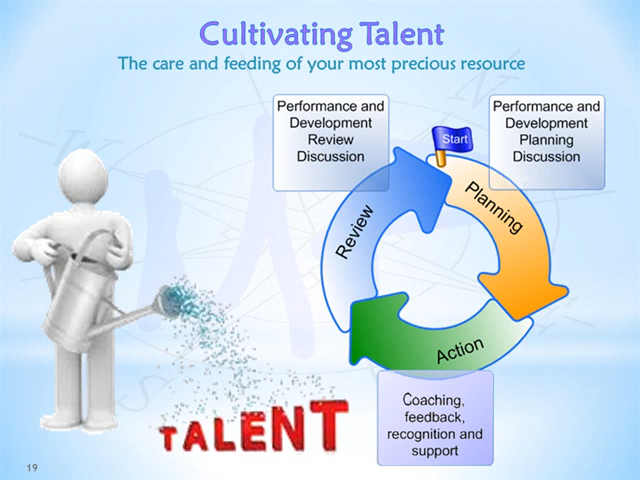 Cultivating Talent
The care and feeding of your most precious resource
Performance and
Development
Review
Discussion
Performance and
Development
Planning
Discussion
Start
Planning
Review
Action
Coaching,
feedback,
recognition and
support
TALENT
19